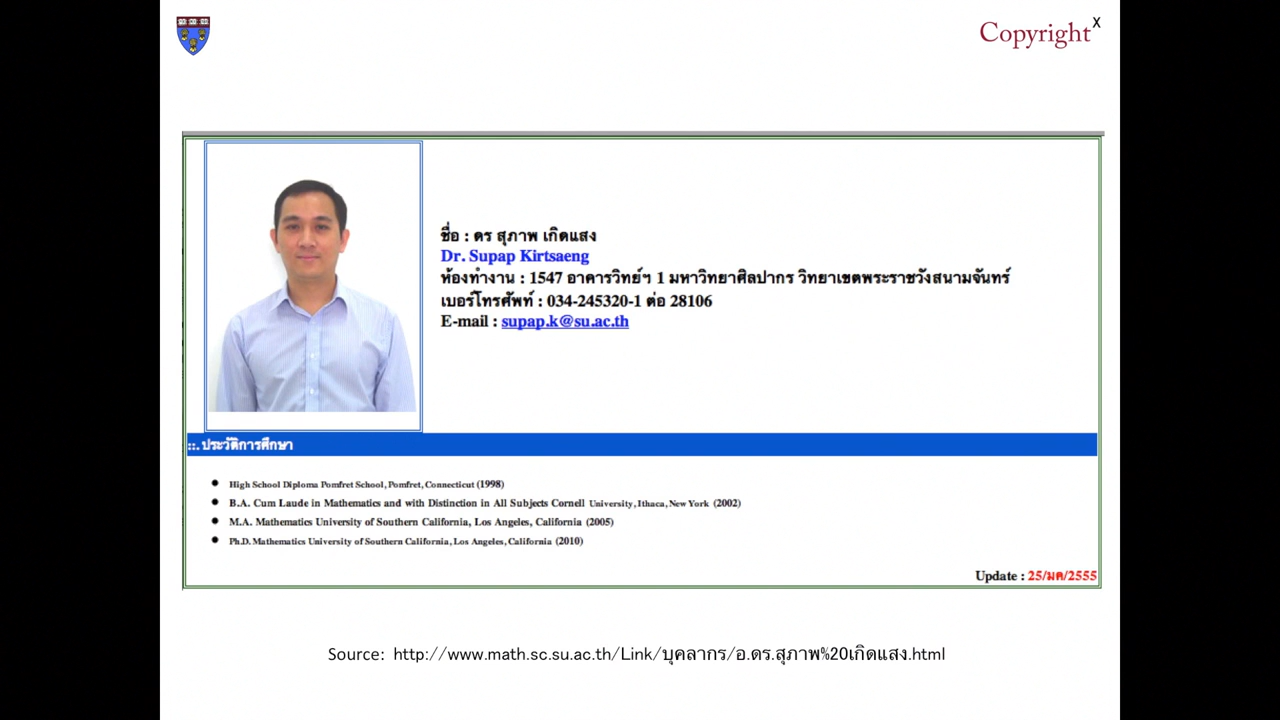 Copyright
X
ชื่อ : ดร สุภาพ เกิดแสง
Dr. Supap Kirtsaeng
ห้องทำงาน : 1547 อาคารวิทย์ฯ 1 มหาวิทยาศิลปากร วิทยาเขตพระราชวังสนามจันทร์
เบอร์โทรศัพท์ : 034-245320-1 ต่อ 28106
E-mail : supap.k@su.ac.th
::. ประวัติการศึกษา
High School Diploma Pomfret School, Pomfret, Connecticut (1998)
B.A. Cum Laude in Mathematics and with Distinction in All Subjects Cornell University, Ithaca, New York (2002)
M.A. Mathematics University of Southern California, Los Angeles, California (2005)
Ph.D. Mathematics University of Southern California, Los Angeles, California (2010)
Update : 25/มค/2555
Source: http://www.math.sc.su.ac.th/Link/บุคลากร/อ.ดร.สุภาพ%20เกิดแสง.html